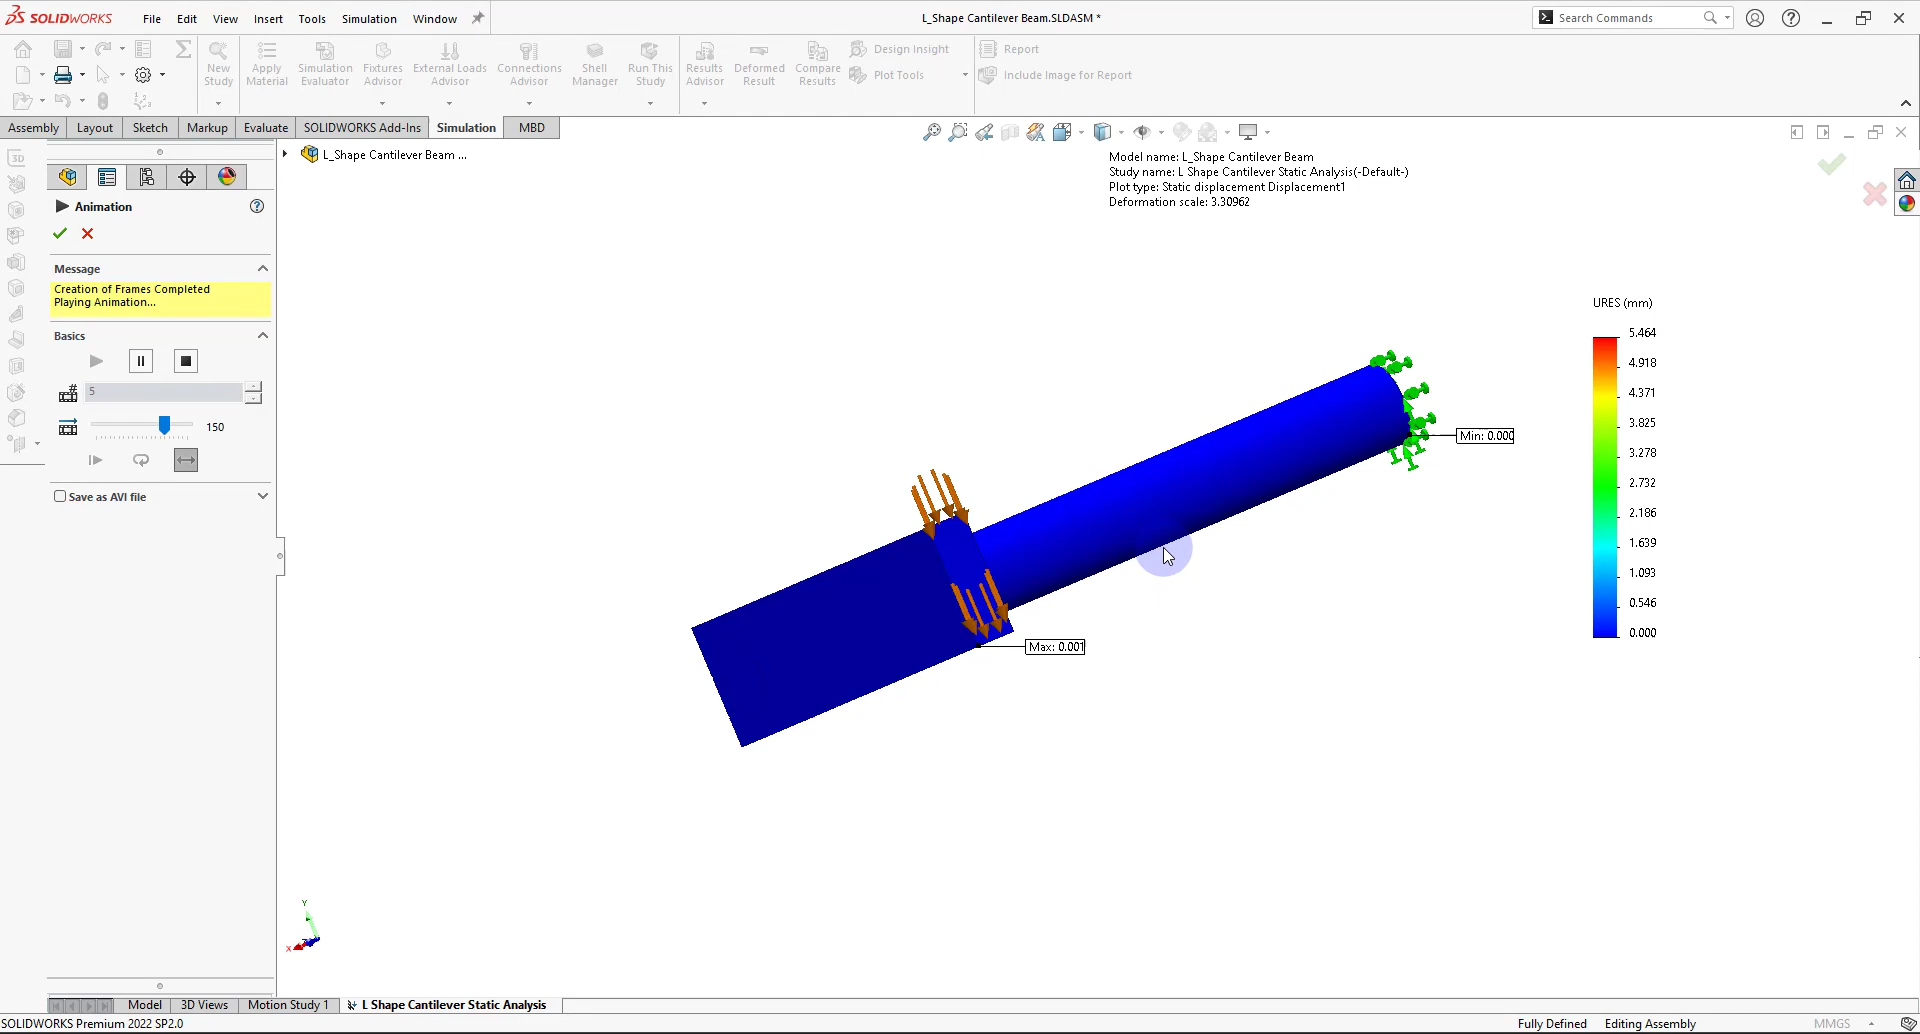 SOLIDWORKS File Edit View Insert Tools Simulation Window
L_Shape Cantilever Beam.SLDASM *
Search Commands
New Study
Apply Material
Simulation Evaluator
Fixtures Advisor
External Loads Advisor
Connections Advisor
Shell Manager
Run This Study
Results Advisor
Deformed Result
Compare Results
Design Insight
Plot Tools
Report
Include Image for Report
Assembly Layout Sketch Markup Evaluate SOLIDWORKS Add-Ins Simulation MBD
L_Shape Cantilever Beam ...
Model name: L_Shape Cantilever Beam
Study name: L Shape Cantilever Static Analysis(-Default-)
Plot type: Static displacement Displacement1
Deformation scale: 3.30962
Animation
Message
Creation of Frames Completed
Playing Animation...
Basics
5
150
Save as AVI file
URES (mm)
5.464
4.918
4.371
3.825
3.278
2.732
2.186
1.639
1.093
0.546
0.000
Min: 0.000
Max: 0.001
Y
X
Z
Model 3D Views Motion Study 1 L Shape Cantilever Static Analysis
SOLIDWORKS Premium 2022 SP2.0
Fully Defined Editing Assembly MMGS